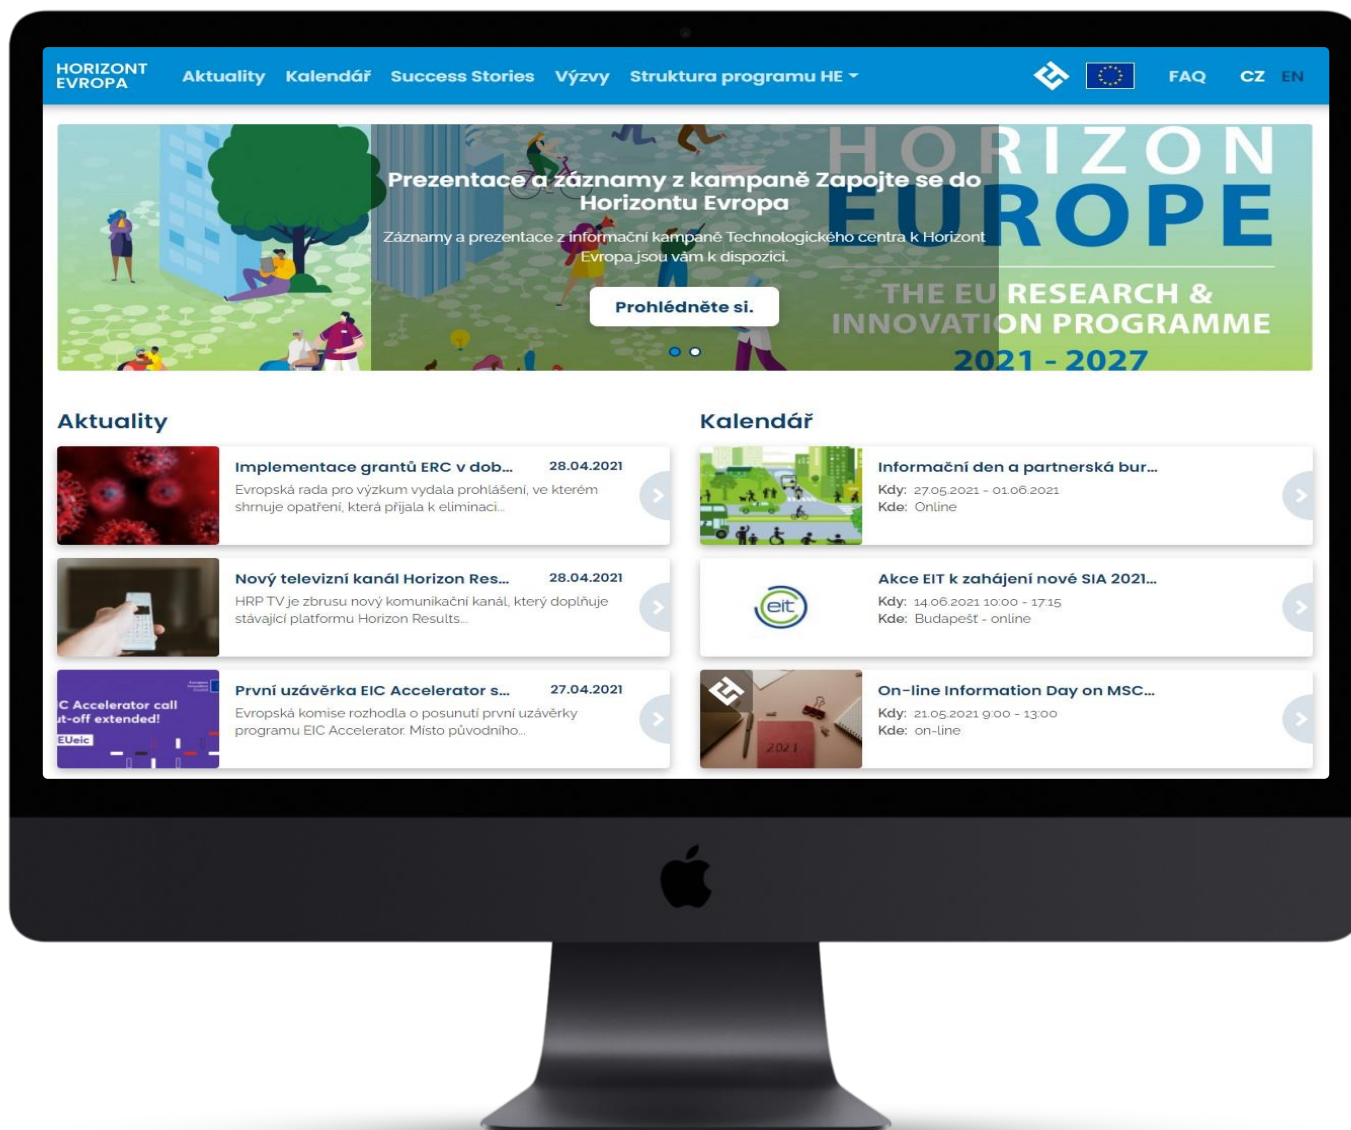 HORIZONT
EVROPA
Aktuality Kalendář Success Stories Výzvy Struktura programu HE
FAQ CZ EN
Prezentace a záznamy z kampaně Zapojte se do
Horizontu Evropa
Záznamy a prezentace z informační kampaně Technologického centra k Horizont
Evropa jsou vám k dispozici.
Prohlédněte si.
HORIZON
EUROPE
THE EU RESEARCH &
INNOVATION PROGRAMME
2021 - 2027
Aktuality
Implementace grantů ERC v dob... 28.04.2021
Evropská rada pro výzkum vydala prohlášení, ve kterém
shrnuje opatření, která přijala k eliminaci...
Nový televizní kanál Horizon Res... 28.04.2021
HRP TV je zbrusu nový komunikační kanál, který doplňuje
stávající platformu Horizon Results...
C Accelerator call
ut-off extended!
EUeic
První uzávěrka EIC Accelerator s... 27.04.2021
Evropská komise rozhodla o posunutí první uzávěrky
programu EIC Accelerator. Místo původního...
Kalendář
Informační den a partnerská bur...
Kdy: 27.05.2021 - 01.06.2021
Kde: Online
eit
Akce EIT k zahájení nové SIA 2021...
Kdy: 14.06.2021 10:00 - 17:15
Kde: Budapešť - online
2021
On-line Information Day on MSC...
Kdy: 21.05.2021 9:00 - 13:00
Kde: on-line